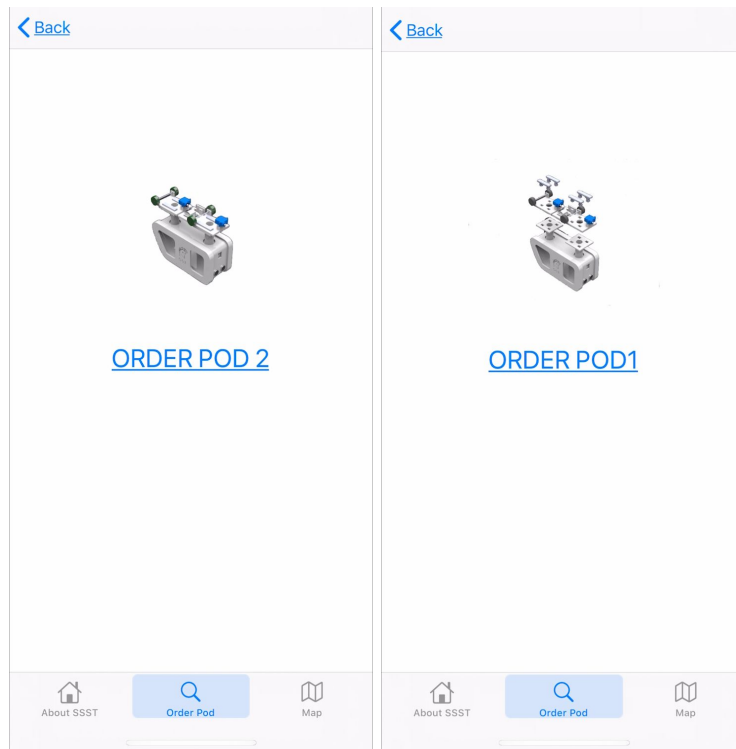 Back
ORDER POD 2
About SSST
Order Pod
Map
Back
ORDER POD1
About SSST
Order Pod
Map